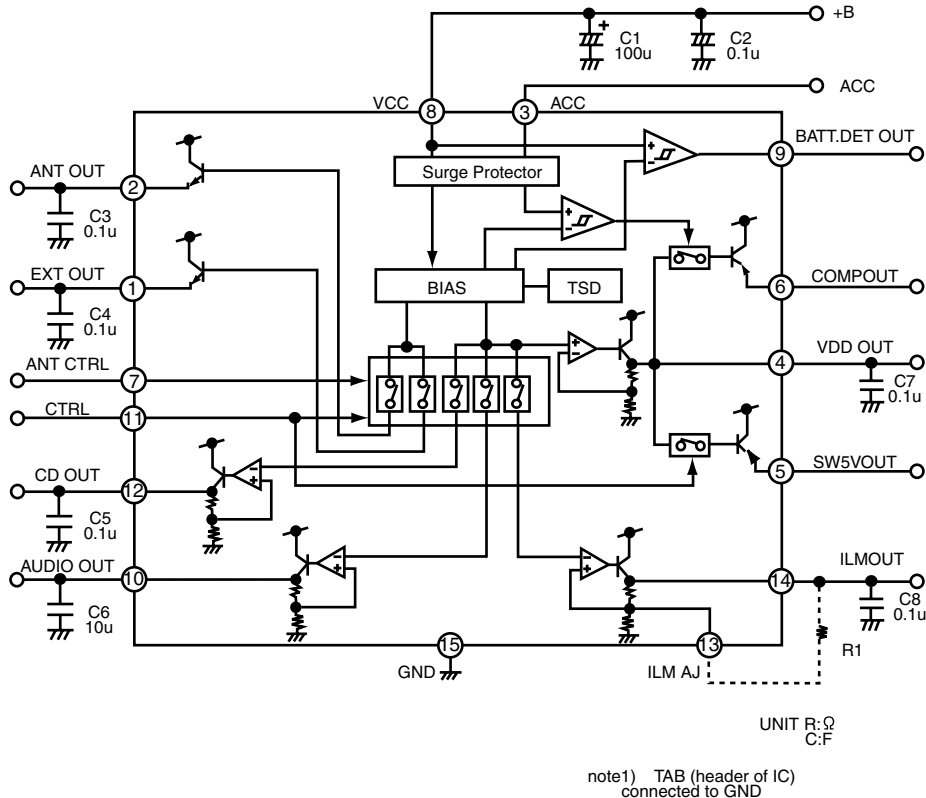 +B
+
C1
100u
C2
0.1u
ACC
VCC
8
3
ACC
BATT.DET OUT
9
Surge Protector
ANT OUT
2
C3
0.1u
+
−
+
−
EXT OUT
1
C4
0.1u
BIAS
TSD
COMPOUT
6
ANT CTRL
7
+
−
VDD OUT
4
C7
0.1u
CTRL
11
CD OUT
12
C5
0.1u
−
+
SW5VOUT
5
AUDIO OUT
10
C6
10u
−
+
−
+
ILMOUT
14
C8
0.1u
R1
15
GND
13
ILM AJ
UNIT R:Ω
C:F
note1) TAB (header of IC)
connected to GND